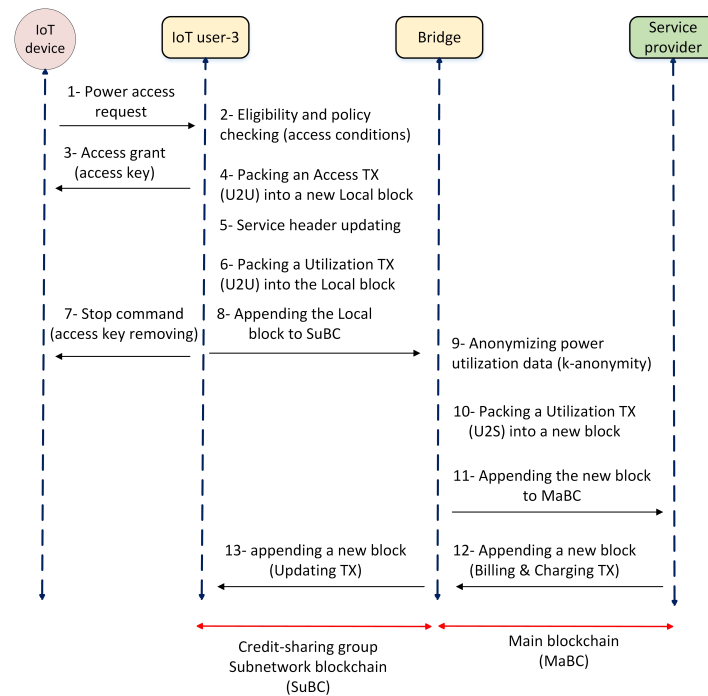 IoT
device
IoT user-3
Bridge
Service
provider
1- Power access
request
2- Eligibility and policy
checking (access conditions)
3- Access grant
(access key)
4- Packing an Access TX
(U2U) into a new Local block
5- Service header updating
6- Packing a Utilization TX
(U2U) into the Local block
7- Stop command
(access key removing)
8- Appending the Local
block to SuBC
9- Anonymizing power
utilization data (k-anonymity)
10- Packing a Utilization TX
(U2S) into a new block
11- Appending the new block
to MaBC
12- Appending a new block
(Billing & Charging TX)
13- appending a new block
(Updating TX)
Credit-sharing group
Subnetwork blockchain
(SuBC)
Main blockchain
(MaBC)